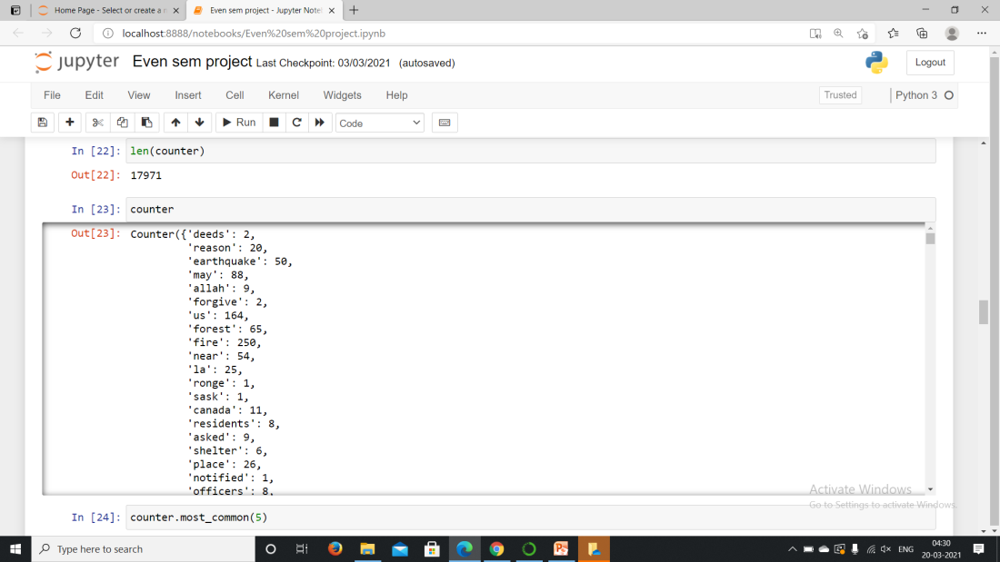 Home Page - Select or create a n
Even sem project - Jupyter Note
localhost:8888/notebooks/Even%20sem%20project.ipynb
jupyter Even sem project Last Checkpoint: 03/03/2021 (autosaved)
Logout
File Edit View Insert Cell Kernel Widgets Help
Trusted
Python 3
Run
Code
In [22]: len(counter)
Out[22]: 17971
In [23]: counter
Out[23]: Counter({'deeds': 2,
'reason': 20,
'earthquake': 50,
'may': 88,
'allah': 9,
'forgive': 2,
'us': 164,
'forest': 65,
'fire': 250,
'near': 54,
'la': 25,
'ronge': 1,
'sask': 1,
'canada': 11,
'residents': 8,
'asked': 9,
'shelter': 6,
'place': 26,
'notified': 1,
'officers': 8,
Activate Windows
Go to Settings to activate Windows.
In [24]: counter.most_common(5)
Type here to search
ENG
04:30
20-03-2021